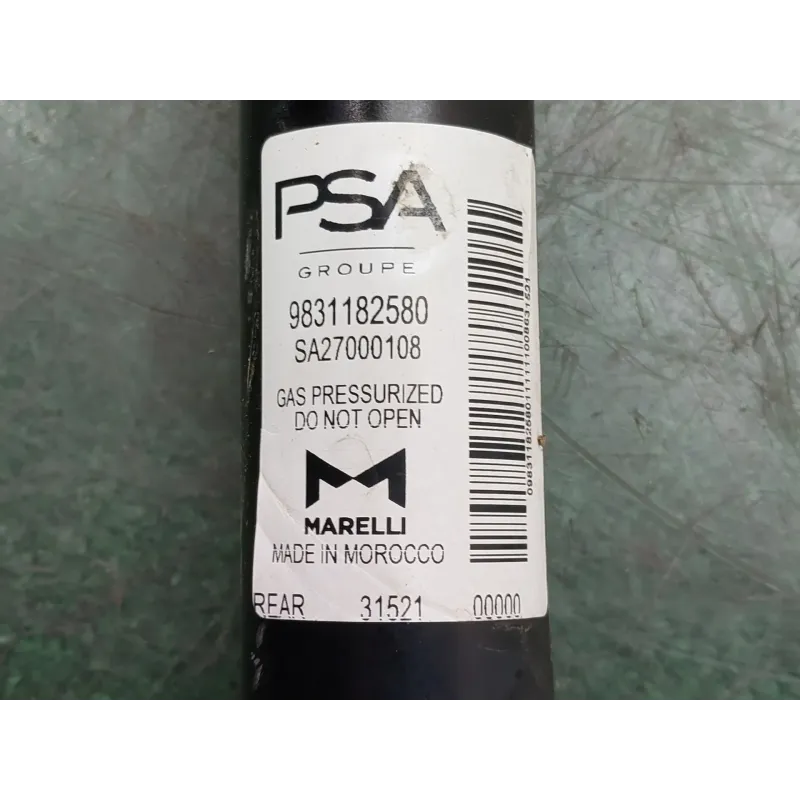 PSA
GROUPE
9831182580
SA27000108
GAS PRESSURIZED
DO NOT OPEN
MARELLI
MADE IN MOROCCO
REAR 31521 00000